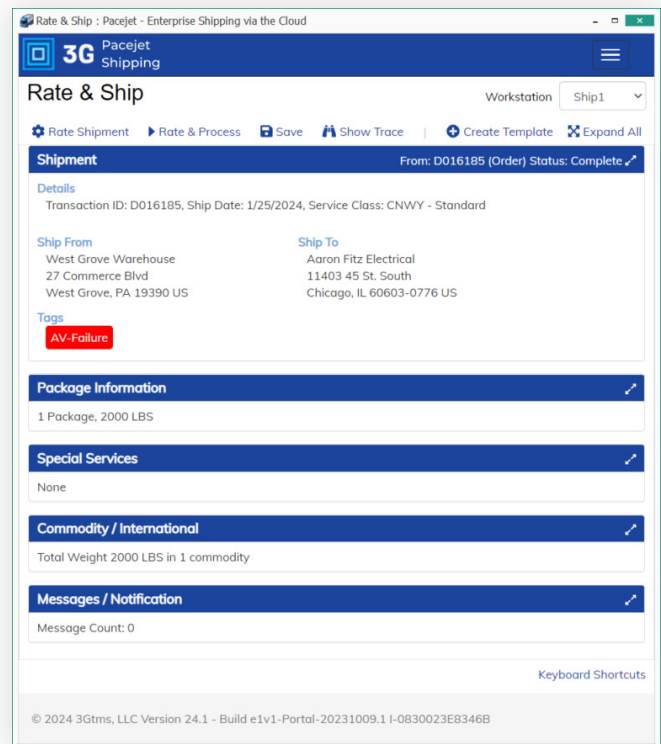 Rate & Ship : Pacejet - Enterprise Shipping via the Cloud
3G Pacejet Shipping
Rate & Ship
Workstation Ship1
Rate Shipment Rate & Process Save Show Trace | Create Template Expand All
Shipment From: D016185 (Order) Status: Complete
Details
Transaction ID: D016185, Ship Date: 1/25/2024, Service Class: CNWY - Standard
Ship From Ship To
West Grove Warehouse Aaron Fitz Electrical
27 Commerce Blvd 11403 45 St. South
West Grove, PA 19390 US Chicago, IL 60603-0776 US
Tags
AV-Failure
Package Information
1 Package, 2000 LBS
Special Services
None
Commodity / International
Total Weight 2000 LBS in 1 commodity
Messages / Notification
Message Count: 0
Keyboard Shortcuts
© 2024 3Gtms, LLC Version 24.1 - Build e1v1-Portal-20231009.1 I-0830023E8346B